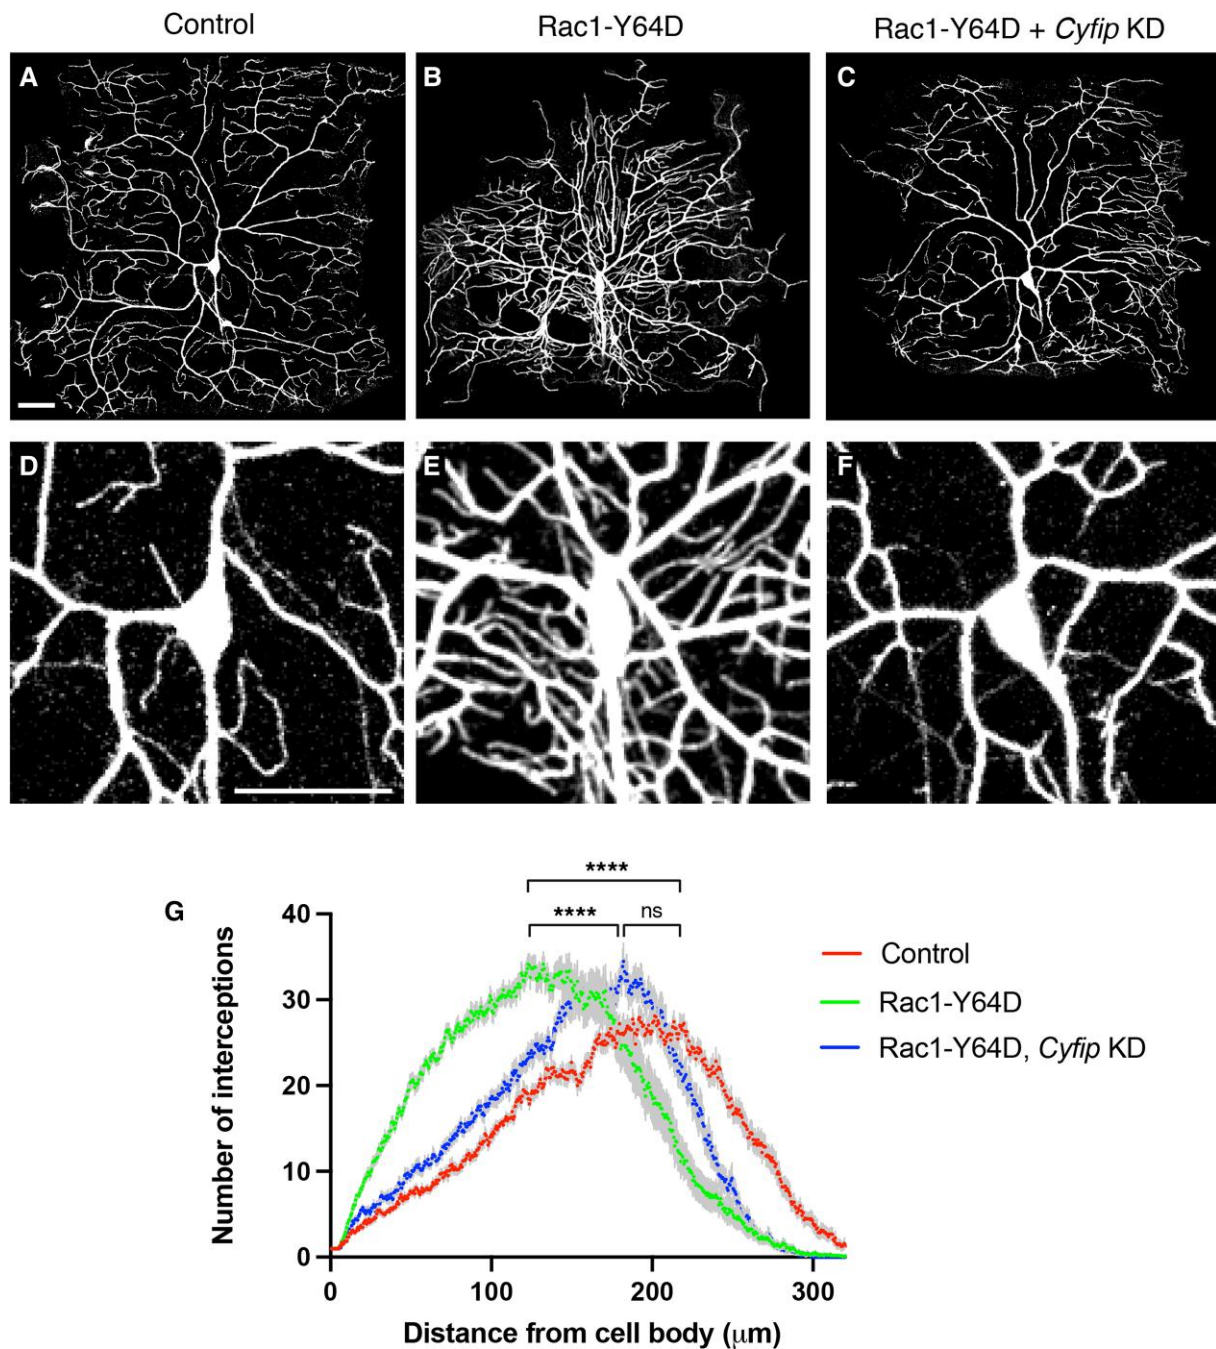 Control
Rac1-Y64D
Rac1-Y64D + Cyfip KD
A
B
C
D
E
F
G
****
****
ns
Number of interceptions
40
30
20
10
0
0
100
200
300
Distance from cell body (μm)
Control
Rac1-Y64D
Rac1-Y64D, Cyfip KD